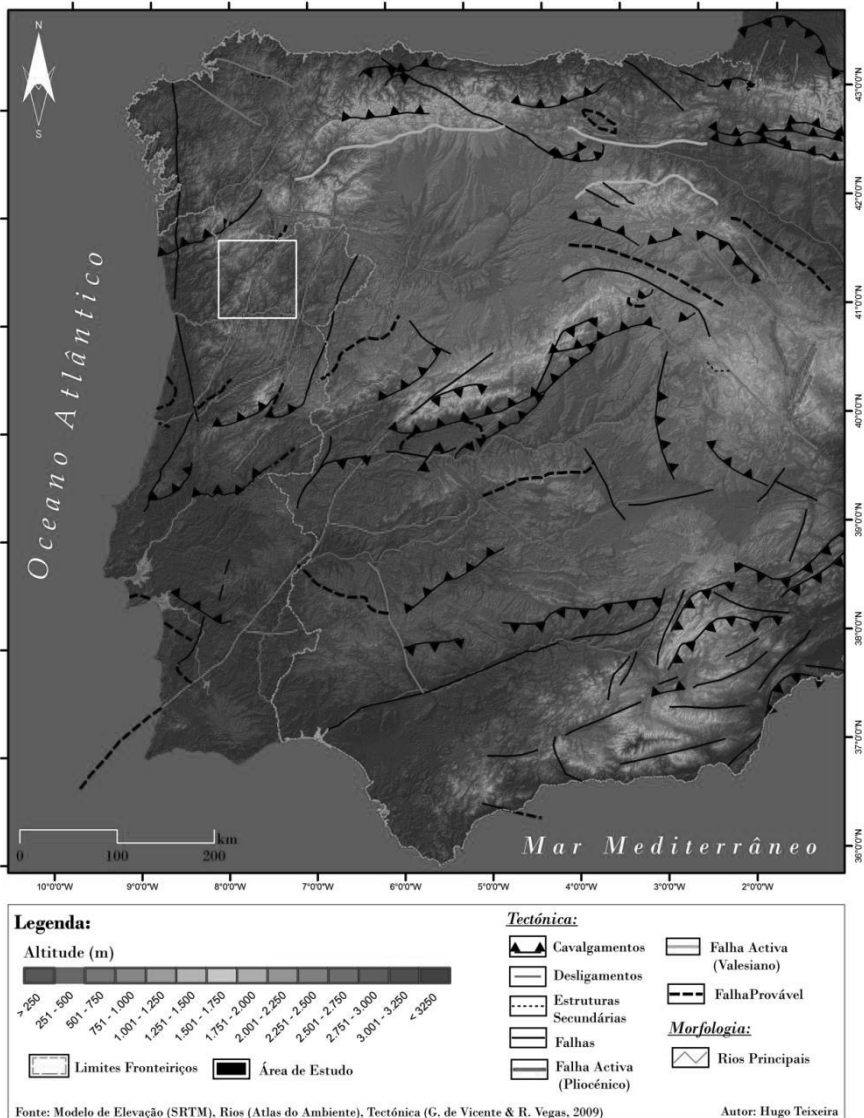 N
S
43°0'0"N
42°0'0"N
41°0'0"N
40°0'0"N
39°0'0"N
38°0'0"N
37°0'0"N
36°0'0"N
Oceano Atlântico
Mar Mediterrâneo
km
0 100 200
10°0'0"W 9°0'0"W 8°0'0"W 7°0'0"W 6°0'0"W 5°0'0"W 4°0'0"W 3°0'0"W 2°0'0"W
Legenda:
Altitude (m)
> 250
251 - 500
501 - 750
751 - 1.000
1.001 - 1.250
1.251 - 1.500
1.501 - 1.750
1.751 - 2.000
2.001 - 2.250
2.251 - 2.500
2.501 - 2.750
2.751 - 3.000
3.001 - 3.250
< 3250
Limites Fronteiriços
Área de Estudo
Tectónica:
Cavalgamentos
Desligamentos
Estruturas
Secundárias
Falhas
Falha Activa
(Pliocénico)
Falha Activa
(Valesiano)
FalhaProvável
Morfologia:
Rios Principais
Fonte: Modelo de Elevação (SRTM), Rios (Atlas do Ambiente), Tectónica (G. de Vicente & R. Vegas, 2009)
Autor: Hugo Teixeira